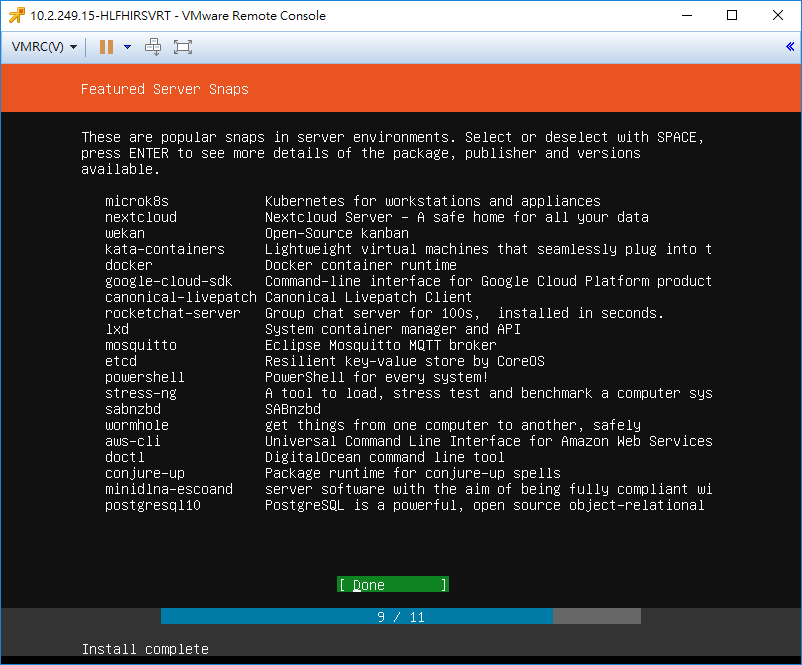 10.2.249.15-HLFHIRSVRT - VMware Remote Console
VMRC(V)
Featured Server Snaps
These are popular snaps in server environments. Select or deselect with SPACE,
press ENTER to see more details of the package, publisher and versions
available.
microk8s Kubernetes for workstations and appliances
nextcloud Nextcloud Server - A safe home for all your data
wekan Open-Source kanban
kata-containers Lightweight virtual machines that seamlessly plug into t
docker Docker container runtime
google-cloud-sdk Command-line interface for Google Cloud Platform product
canonical-livepatch Canonical Livepatch Client
rocketchat-server Group chat server for 100s, installed in seconds.
lxd System container manager and API
mosquitto Eclipse Mosquitto MQTT broker
etcd Resilient key-value store by CoreOS
powershell PowerShell for every system!
stress-ng A tool to load, stress test and benchmark a computer sys
sabnzbd SABnzbd
wormhole get things from one computer to another, safely
aws-cli Universal Command Line Interface for Amazon Web Services
doctl DigitalOcean command line tool
conjure-up Package runtime for conjure-up spells
minidlna-escoand server software with the aim of being fully compliant wi
postgresql10 PostgreSQL is a powerful, open source object-relational
[ Done ]
9 / 11
Install complete